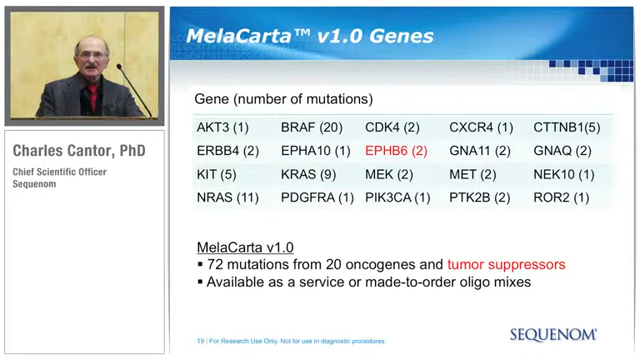 MelaCarta™ v1.0 Genes
Gene (number of mutations)
AKT3 (1) BRAF (20) CDK4 (2) CXCR4 (1) CTTNB1(5)
ERBB4 (2) EPHA10 (1) EPHB6 (2) GNA11 (2) GNAQ (2)
KIT (5) KRAS (9) MEK (2) MET (2) NEK10 (1)
NRAS (11) PDGFRA (1) PIK3CA (1) PTK2B (2) ROR2 (1)
MelaCarta v1.0
▪ 72 mutations from 20 oncogenes and tumor suppressors
▪ Available as a service or made-to-order oligo mixes
19 | For Research Use Only. Not for use in diagnostic procedures.
SEQUENOM®
Charles Cantor, PhD
Chief Scientific Officer
Sequenom